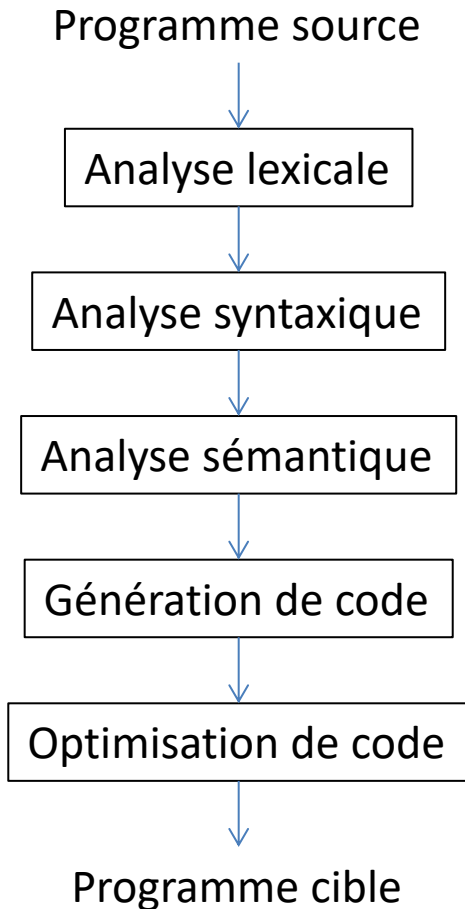 Programme source
Analyse lexicale
Analyse syntaxique
Analyse sémantique
Génération de code
Optimisation de code
Programme cible